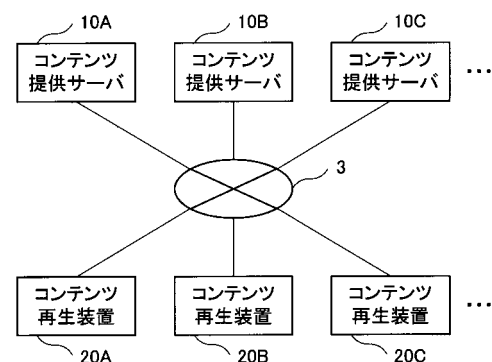 10A
10B
10C
コンテンツ
提供サーバ
コンテンツ
提供サーバ
コンテンツ
提供サーバ
...
3
コンテンツ
再生装置
コンテンツ
再生装置
コンテンツ
再生装置
...
20A
20B
20C